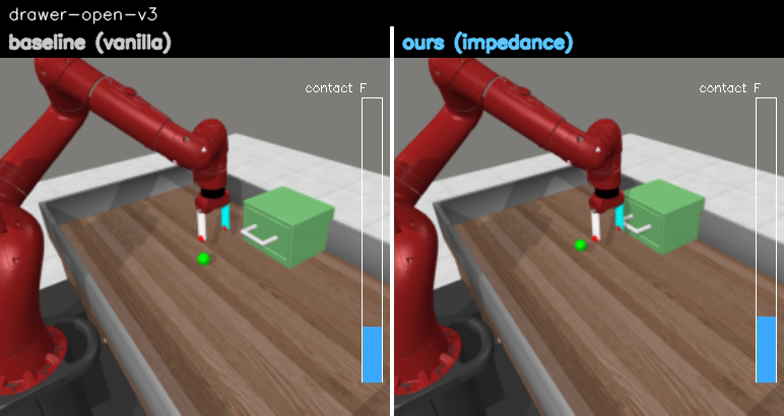 drawer-open-v3
baseline (vanilla)
ours (impedance)
contact F
contact F